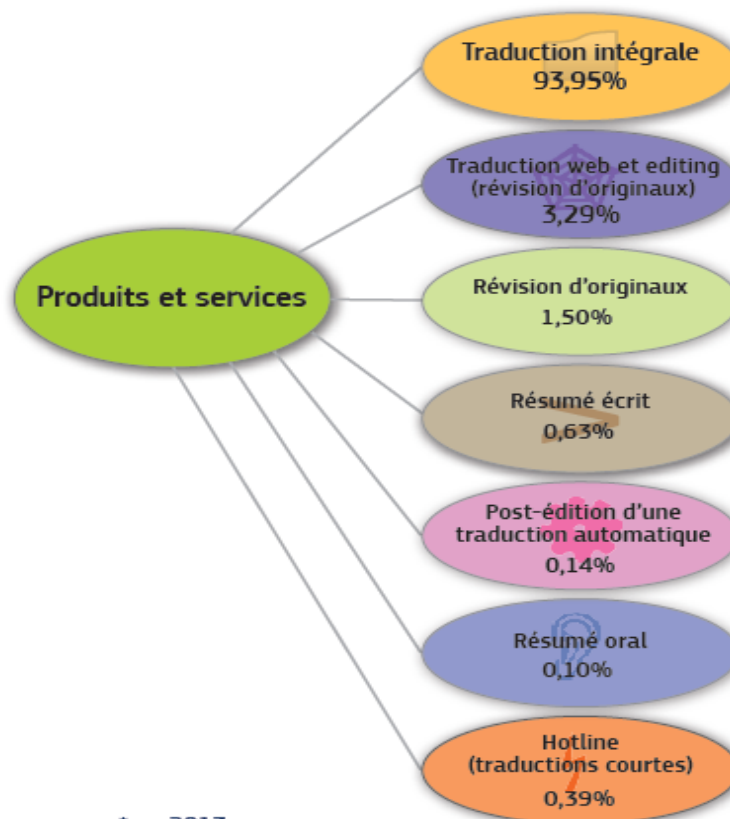 Traduction intégrale
93,95%
Traduction web et editing
(révision d'originaux)
3,29%
Produits et services
Révision d'originaux
1,50%
Résumé écrit
0,63%
Post-édition d'une
traduction automatique
0,14%
Résumé oral
0,10%
Hotline
(traductions courtes)
0,39%
2017